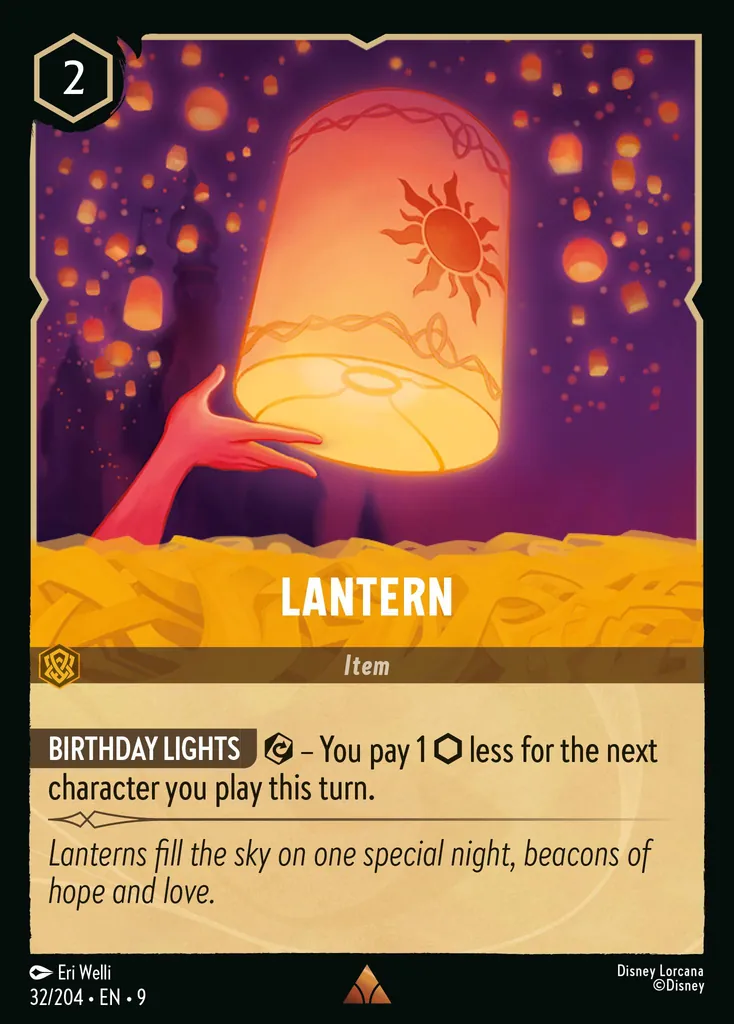 2
LANTERN
Item
BIRTHDAY LIGHTS – You pay 1 less for the next
character you play this turn.
Lanterns fill the sky on one special night, beacons of
hope and love.
Eri Welli
Disney Lorcana
32/204 • EN • 9
©Disney